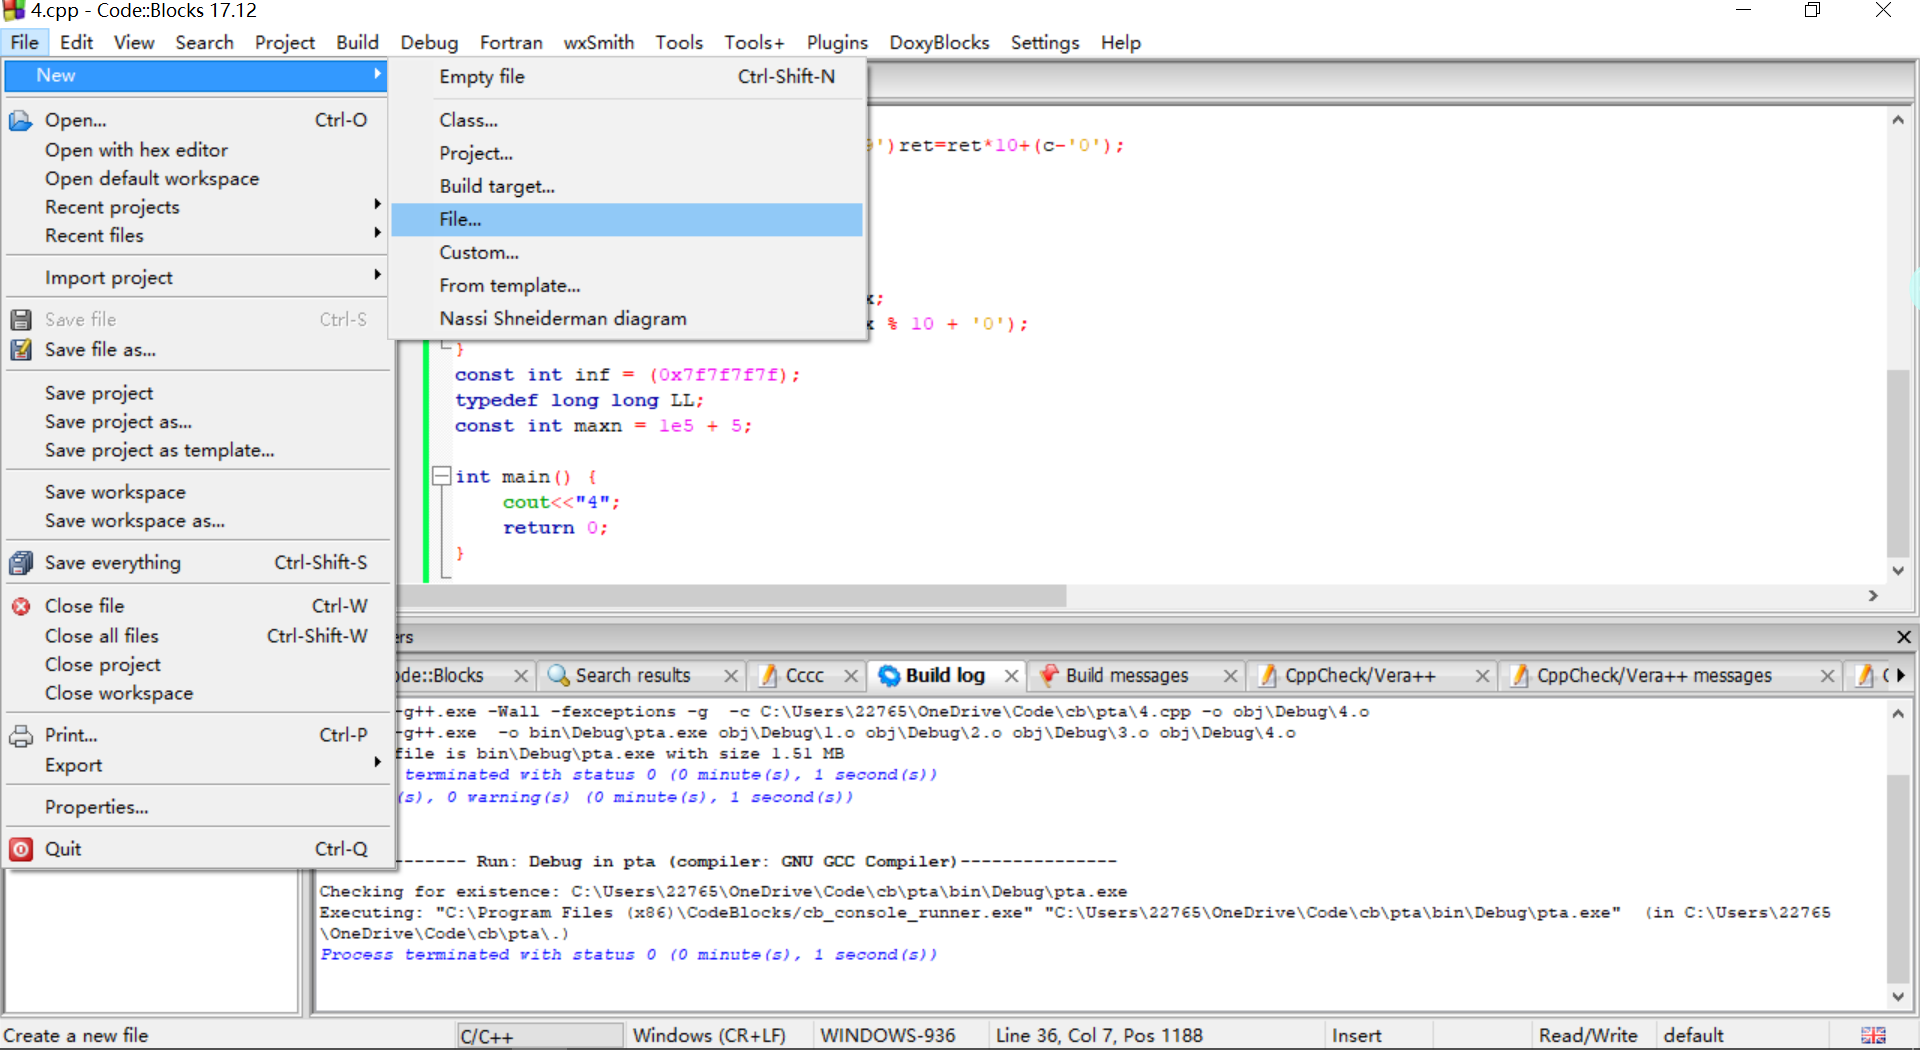 4.cpp - Code::Blocks 17.12
File Edit View Search Project Build Debug Fortran wxSmith Tools Tools+ Plugins DoxyBlocks Settings Help
New
Open... Ctrl-O
Open with hex editor
Open default workspace
Recent projects
Recent files
Import project
Save file Ctrl-S
Save file as...
Save project
Save project as...
Save project as template...
Save workspace
Save workspace as...
Save everything Ctrl-Shift-S
Close file Ctrl-W
Close all files Ctrl-Shift-W
Close project
Close workspace
Print... Ctrl-P
Export
Properties...
Quit Ctrl-Q
Empty file Ctrl-Shift-N
Class...
Project...
Build target...
File...
Custom...
From template...
Nassi Shneiderman diagram
')ret=ret*10+(c-'0');
x;
x % 10 + '0');
}
const int inf = (0x7f7f7f7f);
typedef long long LL;
const int maxn = 1e5 + 5;
int main() {
cout<<"4";
return 0;
}
ers
de::Blocks Search results Cccc Build log Build messages CppCheck/Vera++ CppCheck/Vera++ messages
-g++.exe -Wall -fexceptions -g -c C:\Users\22765\OneDrive\Code\cb\pta\4.cpp -o obj\Debug\4.o
-g++.exe -o bin\Debug\pta.exe obj\Debug\1.o obj\Debug\2.o obj\Debug\3.o obj\Debug\4.o
file is bin\Debug\pta.exe with size 1.51 MB
terminated with status 0 (0 minute(s), 1 second(s))
(s), 0 warning(s) (0 minute(s), 1 second(s))
------- Run: Debug in pta (compiler: GNU GCC Compiler)---------------
Checking for existence: C:\Users\22765\OneDrive\Code\cb\pta\bin\Debug\pta.exe
Executing: "C:\Program Files (x86)\CodeBlocks/cb_console_runner.exe" "C:\Users\22765\OneDrive\Code\cb\pta\bin\Debug\pta.exe" (in C:\Users\22765
\OneDrive\Code\cb\pta\.)
Process terminated with status 0 (0 minute(s), 1 second(s))
Create a new file C/C++ Windows (CR+LF) WINDOWS-936 Line 36, Col 7, Pos 1188 Insert Read/Write default